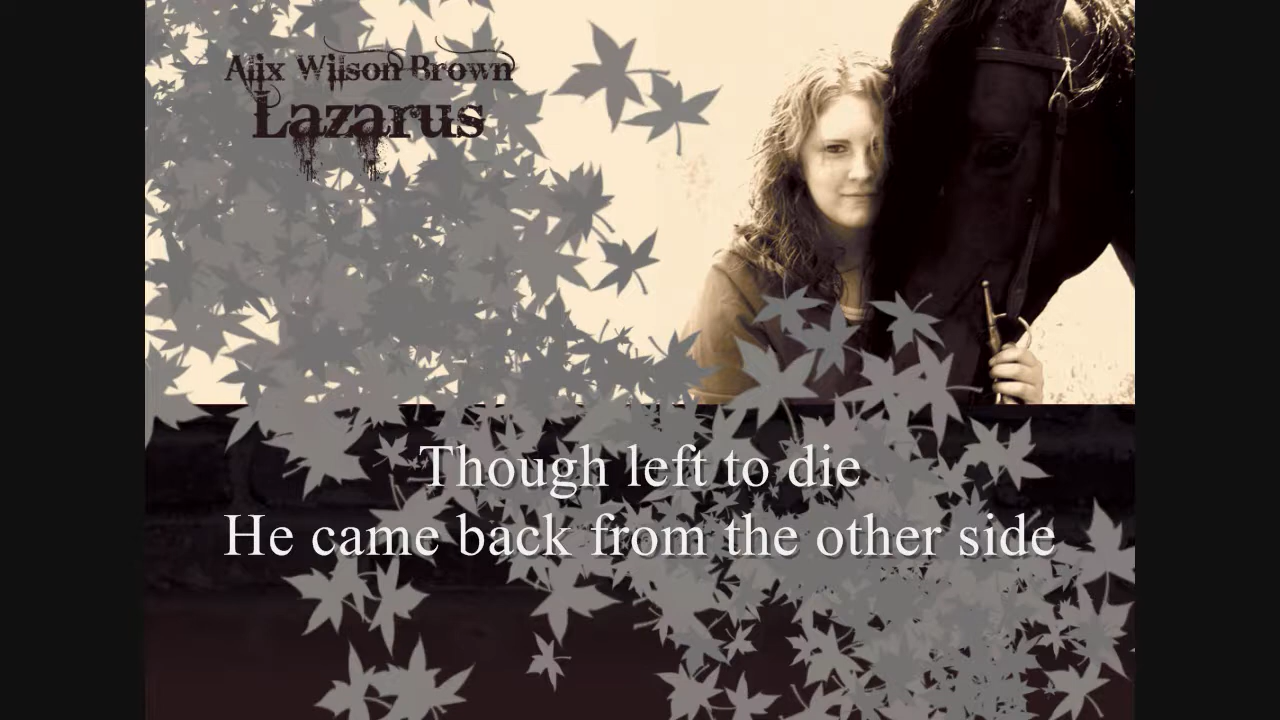 Alix Wilson Brown
Lazarus
Though left to die
He came back from the other side